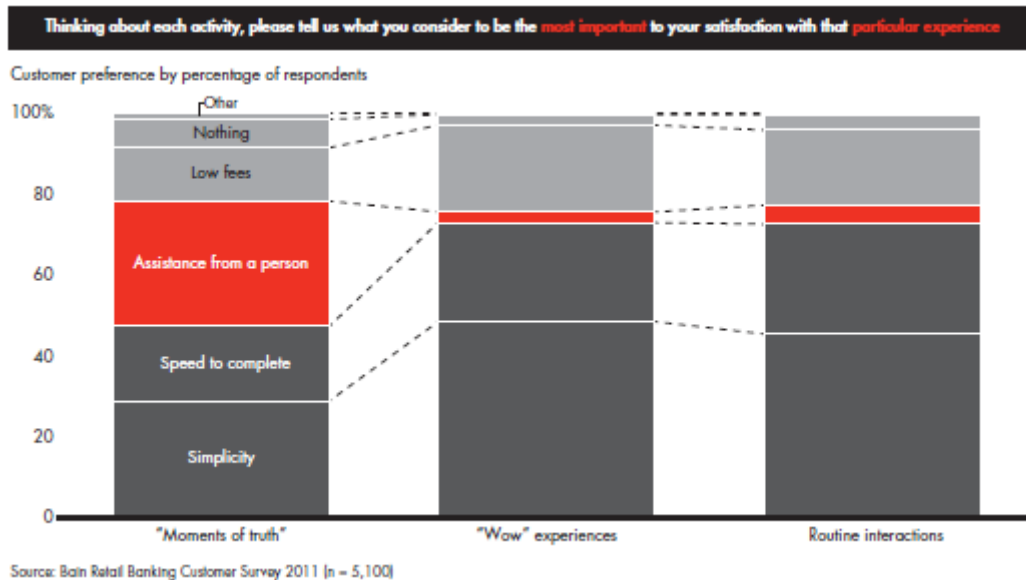 Thinking about each activity, please tell us what you consider to be the most important to your satisfaction with that particular experience
Customer preference by percentage of respondents
100%
Other
Nothing
Low fees
80
Assistance from a person
60
40
Speed to complete
20
Simplicity
0
"Moments of truth"
"Wow" experiences
Routine interactions
Source: Bain Retail Banking Customer Survey 2011 (n = 5,100)